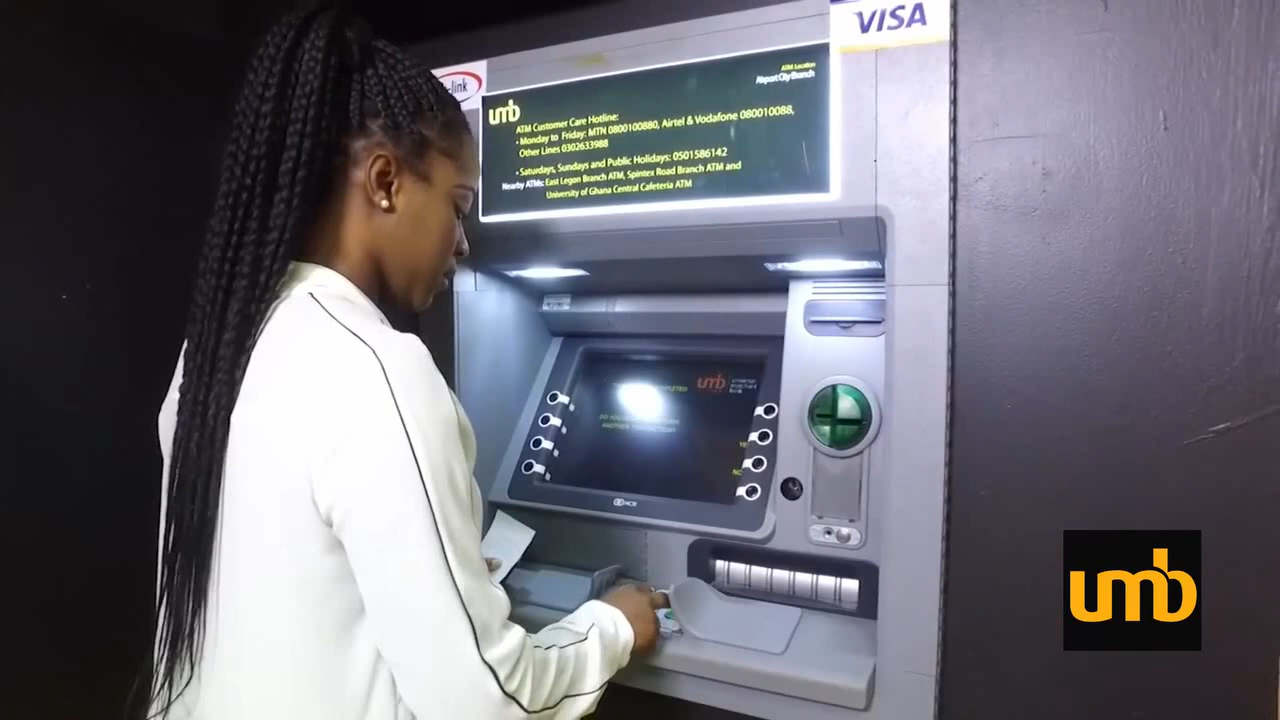 VISA
-link
ATM Location
Airport City Branch
umb
ATM Customer Care Hotline:
• Monday to Friday: MTN 0800100880, Airtel & Vodafone 080010088,
Other Lines 0302633988
• Saturdays, Sundays and Public Holidays: 0501586142
Nearby ATMs: East Legon Branch ATM, Spintex Road Branch ATM and
University of Ghana Central Cafeteria ATM
umb
ANOTHER TRANSACTION?
NCR
umb